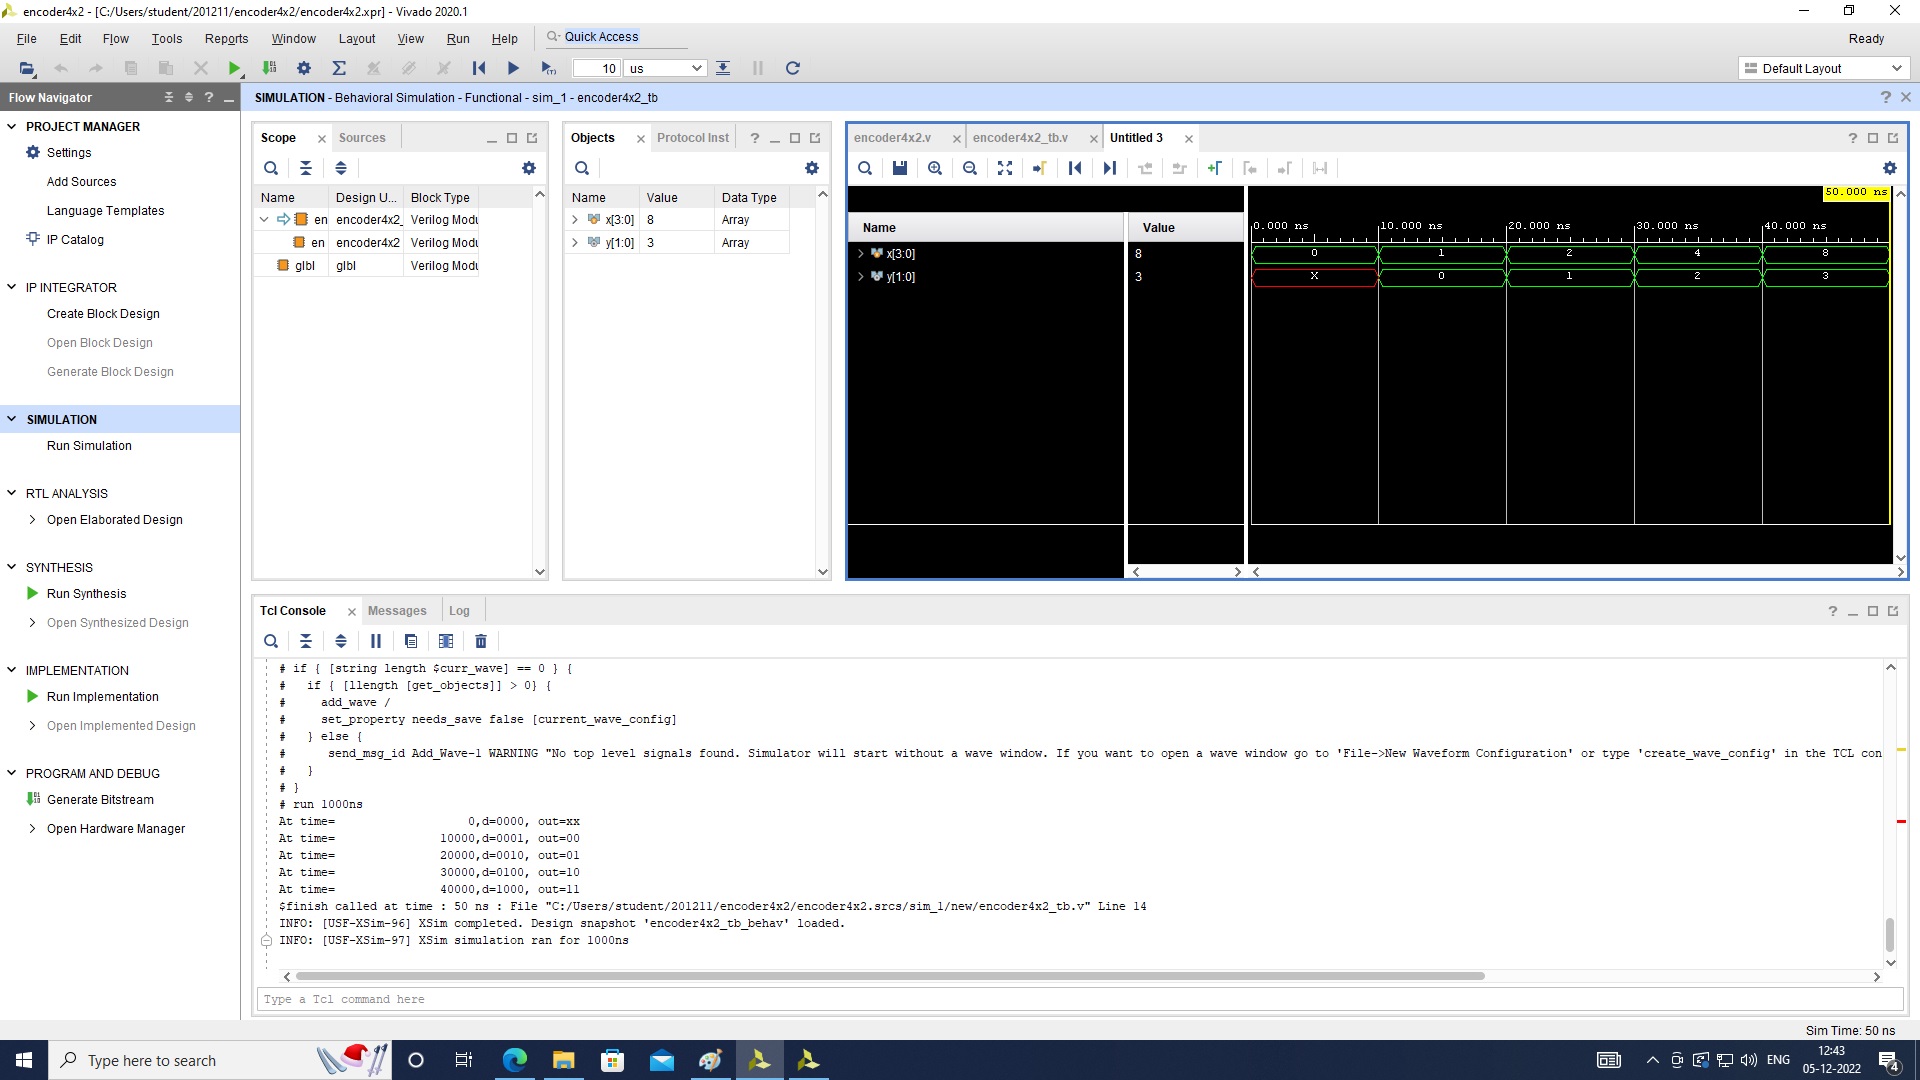 encoder4x2 - [C:/Users/student/201211/encoder4x2/encoder4x2.xpr] - Vivado 2020.1
File Edit Flow Tools Reports Window Layout View Run Help Quick Access Ready
10 us Default Layout
Flow Navigator
SIMULATION - Behavioral Simulation - Functional - sim_1 - encoder4x2_tb
PROJECT MANAGER
Settings
Add Sources
Language Templates
IP Catalog
IP INTEGRATOR
Create Block Design
Open Block Design
Generate Block Design
SIMULATION
Run Simulation
RTL ANALYSIS
Open Elaborated Design
SYNTHESIS
Run Synthesis
Open Synthesized Design
IMPLEMENTATION
Run Implementation
Open Implemented Design
PROGRAM AND DEBUG
Generate Bitstream
Open Hardware Manager
Scope Sources
Name Design U... Block Type
en encoder4x2_ Verilog Modu
en encoder4x2 Verilog Modu
glbl glbl Verilog Modu
Objects Protocol Inst
Name Value Data Type
x[3:0] 8 Array
y[1:0] 3 Array
encoder4x2.v encoder4x2_tb.v Untitled 3
50.000 ns
Name Value 0.000 ns 10.000 ns 20.000 ns 30.000 ns 40.000 ns
x[3:0] 8 0 1 2 4 8
y[1:0] 3 X 0 1 2 3
Tcl Console Messages Log
# if { [string length $curr_wave] == 0 } {
#   if { [llength [get_objects]] > 0} {
#     add_wave /
#     set_property needs_save false [current_wave_config]
#   } else {
#      send_msg_id Add_Wave-1 WARNING "No top level signals found. Simulator will start without a wave window. If you want to open a wave window go to 'File->New Waveform Configuration' or type 'create_wave_config' in the TCL con
#   }
# }
# run 1000ns
At time=                   0,d=0000, out=xx
At time=               10000,d=0001, out=00
At time=               20000,d=0010, out=01
At time=               30000,d=0100, out=10
At time=               40000,d=1000, out=11
$finish called at time : 50 ns : File "C:/Users/student/201211/encoder4x2/encoder4x2.srcs/sim_1/new/encoder4x2_tb.v" Line 14
INFO: [USF-XSim-96] XSim completed. Design snapshot 'encoder4x2_tb_behav' loaded.
INFO: [USF-XSim-97] XSim simulation ran for 1000ns
Type a Tcl command here
Sim Time: 50 ns
Type here to search
ENG
12:43
05-12-2022
4